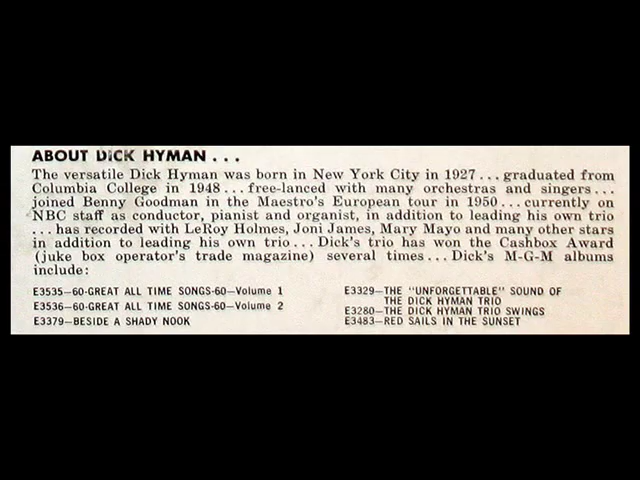 ABOUT DICK HYMAN . . .
The versatile Dick Hyman was born in New York City in 1927 . . . graduated from
Columbia College in 1948 . . . free-lanced with many orchestras and singers . . .
joined Benny Goodman in the Maestro's European tour in 1950 . . . currently on
NBC staff as conductor, pianist and organist, in addition to leading his own trio
. . . has recorded with LeRoy Holmes, Joni James, Mary Mayo and many other stars
in addition to leading his own trio . . . Dick's trio has won the Cashbox Award
(juke box operator's trade magazine) several times . . . Dick's M-G-M albums
include:
E3535—60-GREAT ALL TIME SONGS-60—Volume 1
E3536—60-GREAT ALL TIME SONGS-60—Volume 2
E3379—BESIDE A SHADY NOOK
E3329—THE "UNFORGETTABLE" SOUND OF
THE DICK HYMAN TRIO
E3280—THE DICK HYMAN TRIO SWINGS
E3483—RED SAILS IN THE SUNSET